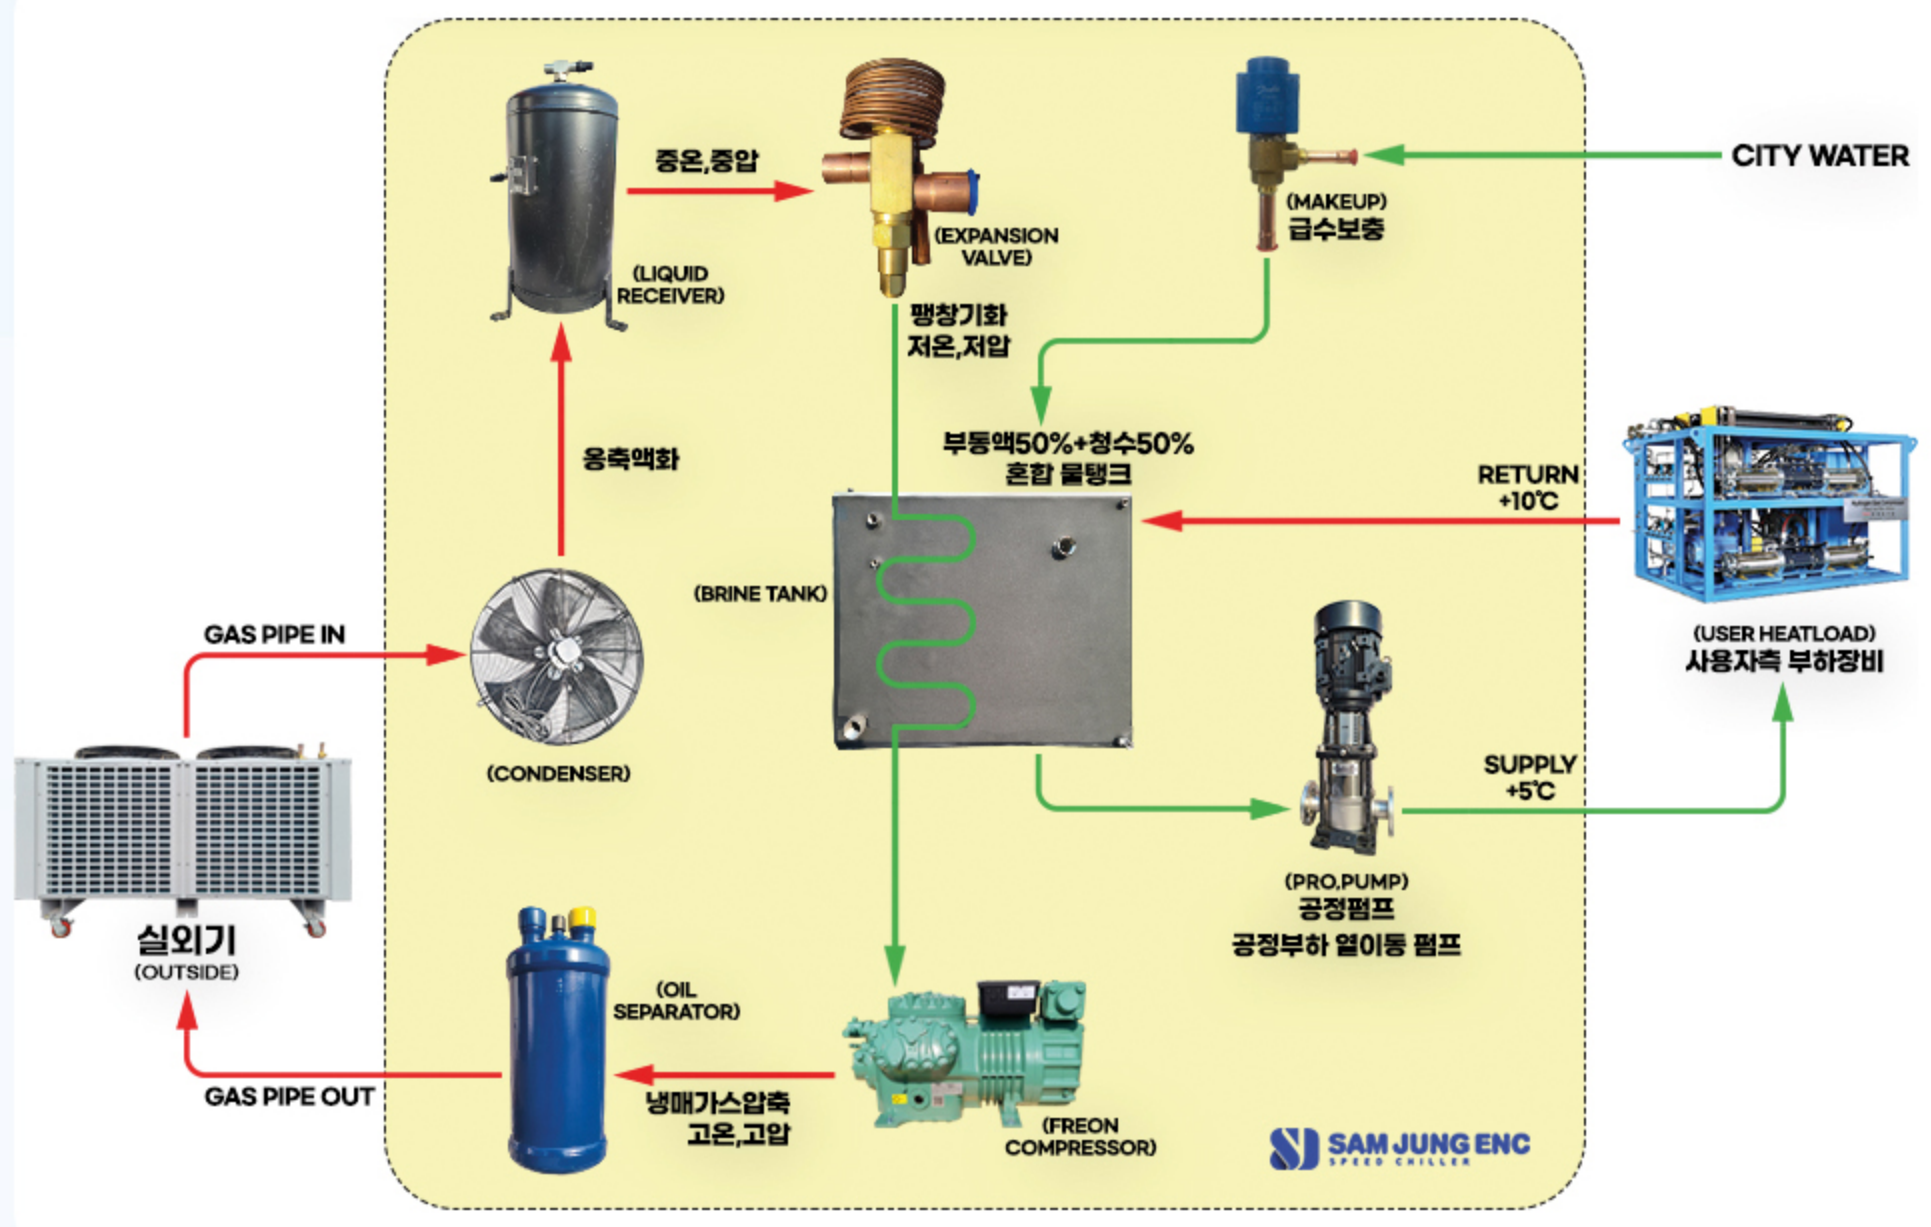 중온,중압
(LIQUID
RECEIVER)
(EXPANSION
VALVE)
팽창기화
저온,저압
(MAKEUP)
급수보충
CITY WATER
응축액화
부동액50%+청수50%
혼합 물탱크
(BRINE TANK)
RETURN
+10℃
(USER HEATLOAD)
사용자측 부하장비
GAS PIPE IN
(CONDENSER)
SUPPLY
+5℃
(PRO,PUMP)
공정펌프
공정부하 열이동 펌프
실외기
(OUTSIDE)
GAS PIPE OUT
(OIL
SEPARATOR)
냉매가스압축
고온,고압
(FREON
COMPRESSOR)
SAM JUNG ENC
SPEED CHILLER